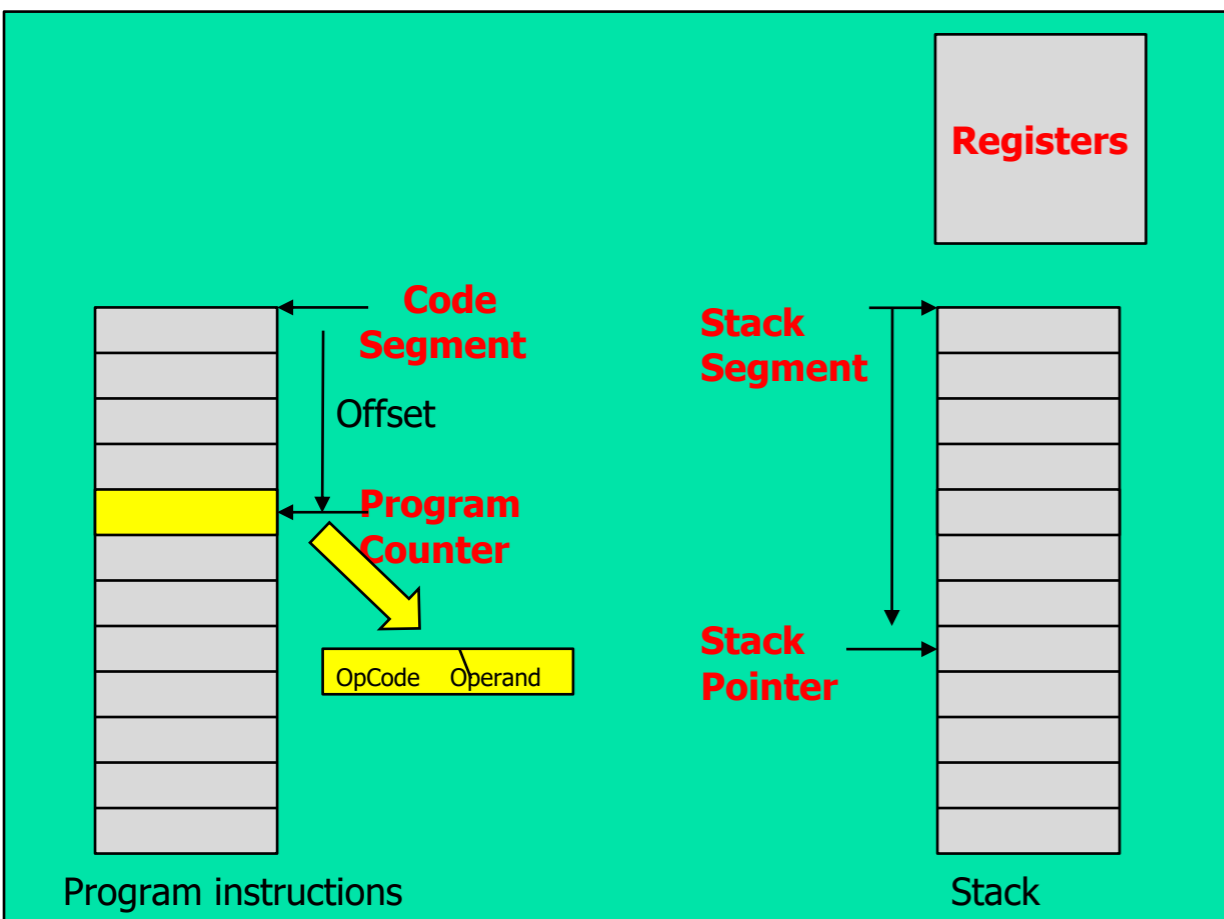 Registers
Code
Segment
Stack
Segment
Offset
Program
Counter
OpCode Operand
Stack
Pointer
Program instructions
Stack